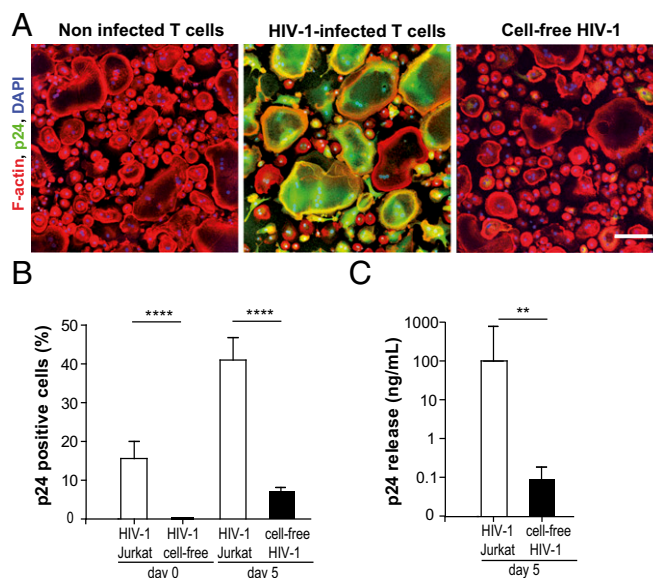 A
Non infected T cells
HIV-1-infected T cells
Cell-free HIV-1
F-actin, p24, DAPI
B
****
****
p24 positive cells (%)
50
40
30
20
10
0
HIV-1 HIV-1 HIV-1 cell-free
Jurkat cell-free Jurkat HIV-1
day 0 day 5
C
**
p24 release (ng/mL)
1000
100
10
1
0.1
0
HIV-1 cell-free
Jurkat HIV-1
day 5